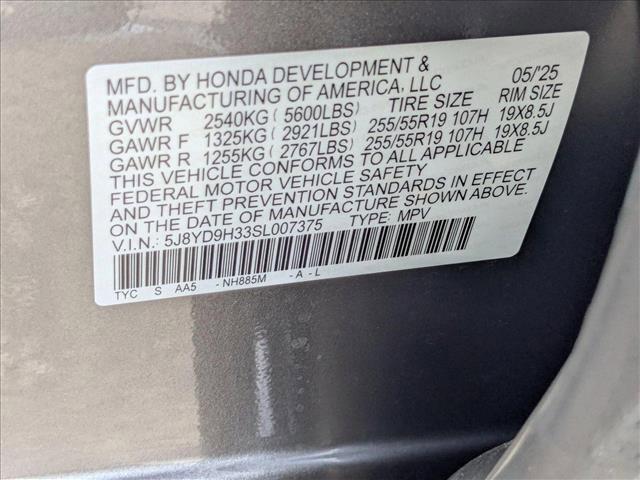 MFD. BY HONDA DEVELOPMENT &
MANUFACTURING OF AMERICA, LLC 05/'25
GVWR 2540KG ( 5600LBS) TIRE SIZE RIM SIZE
GAWR F 1325KG ( 2921LBS) 255/55R19 107H 19X8.5J
GAWR R 1255KG ( 2767LBS) 255/55R19 107H 19X8.5J
THIS VEHICLE CONFORMS TO ALL APPLICABLE
FEDERAL MOTOR VEHICLE SAFETY
AND THEFT PREVENTION STANDARDS IN EFFECT
ON THE DATE OF MANUFACTURE SHOWN ABOVE.
V.I.N.: 5J8YD9H33SL007375 TYPE: MPV
TYC S AA5 - NH885M - A - L